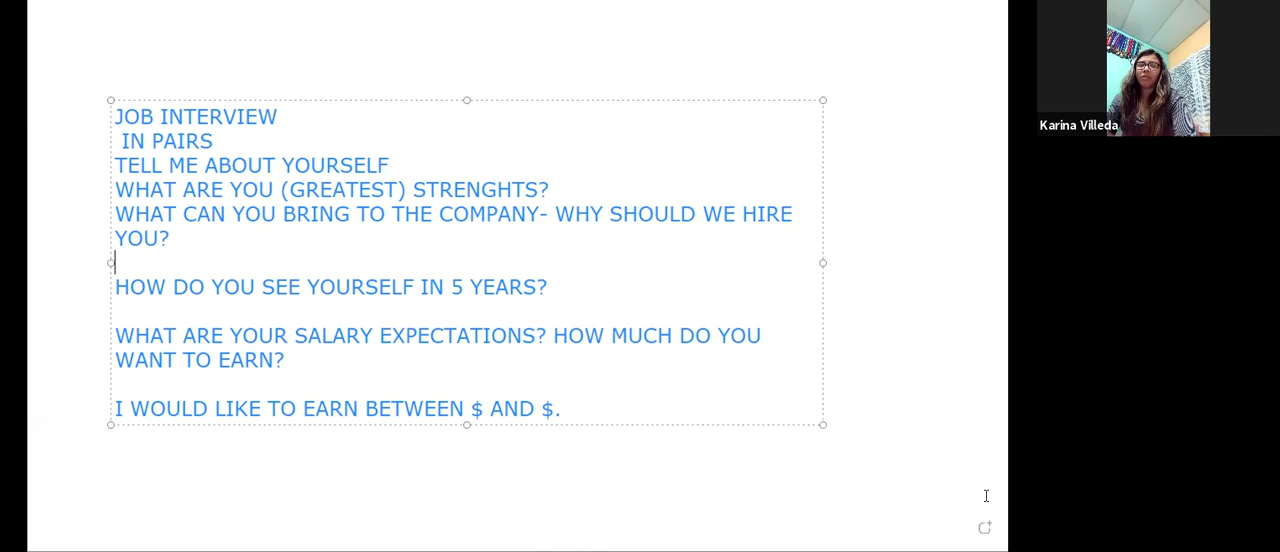 JOB INTERVIEW
IN PAIRS
TELL ME ABOUT YOURSELF
WHAT ARE YOU (GREATEST) STRENGHTS?
WHAT CAN YOU BRING TO THE COMPANY- WHY SHOULD WE HIRE
YOU?
HOW DO YOU SEE YOURSELF IN 5 YEARS?
WHAT ARE YOUR SALARY EXPECTATIONS? HOW MUCH DO YOU
WANT TO EARN?
I WOULD LIKE TO EARN BETWEEN $ AND $.
Karina Villeda